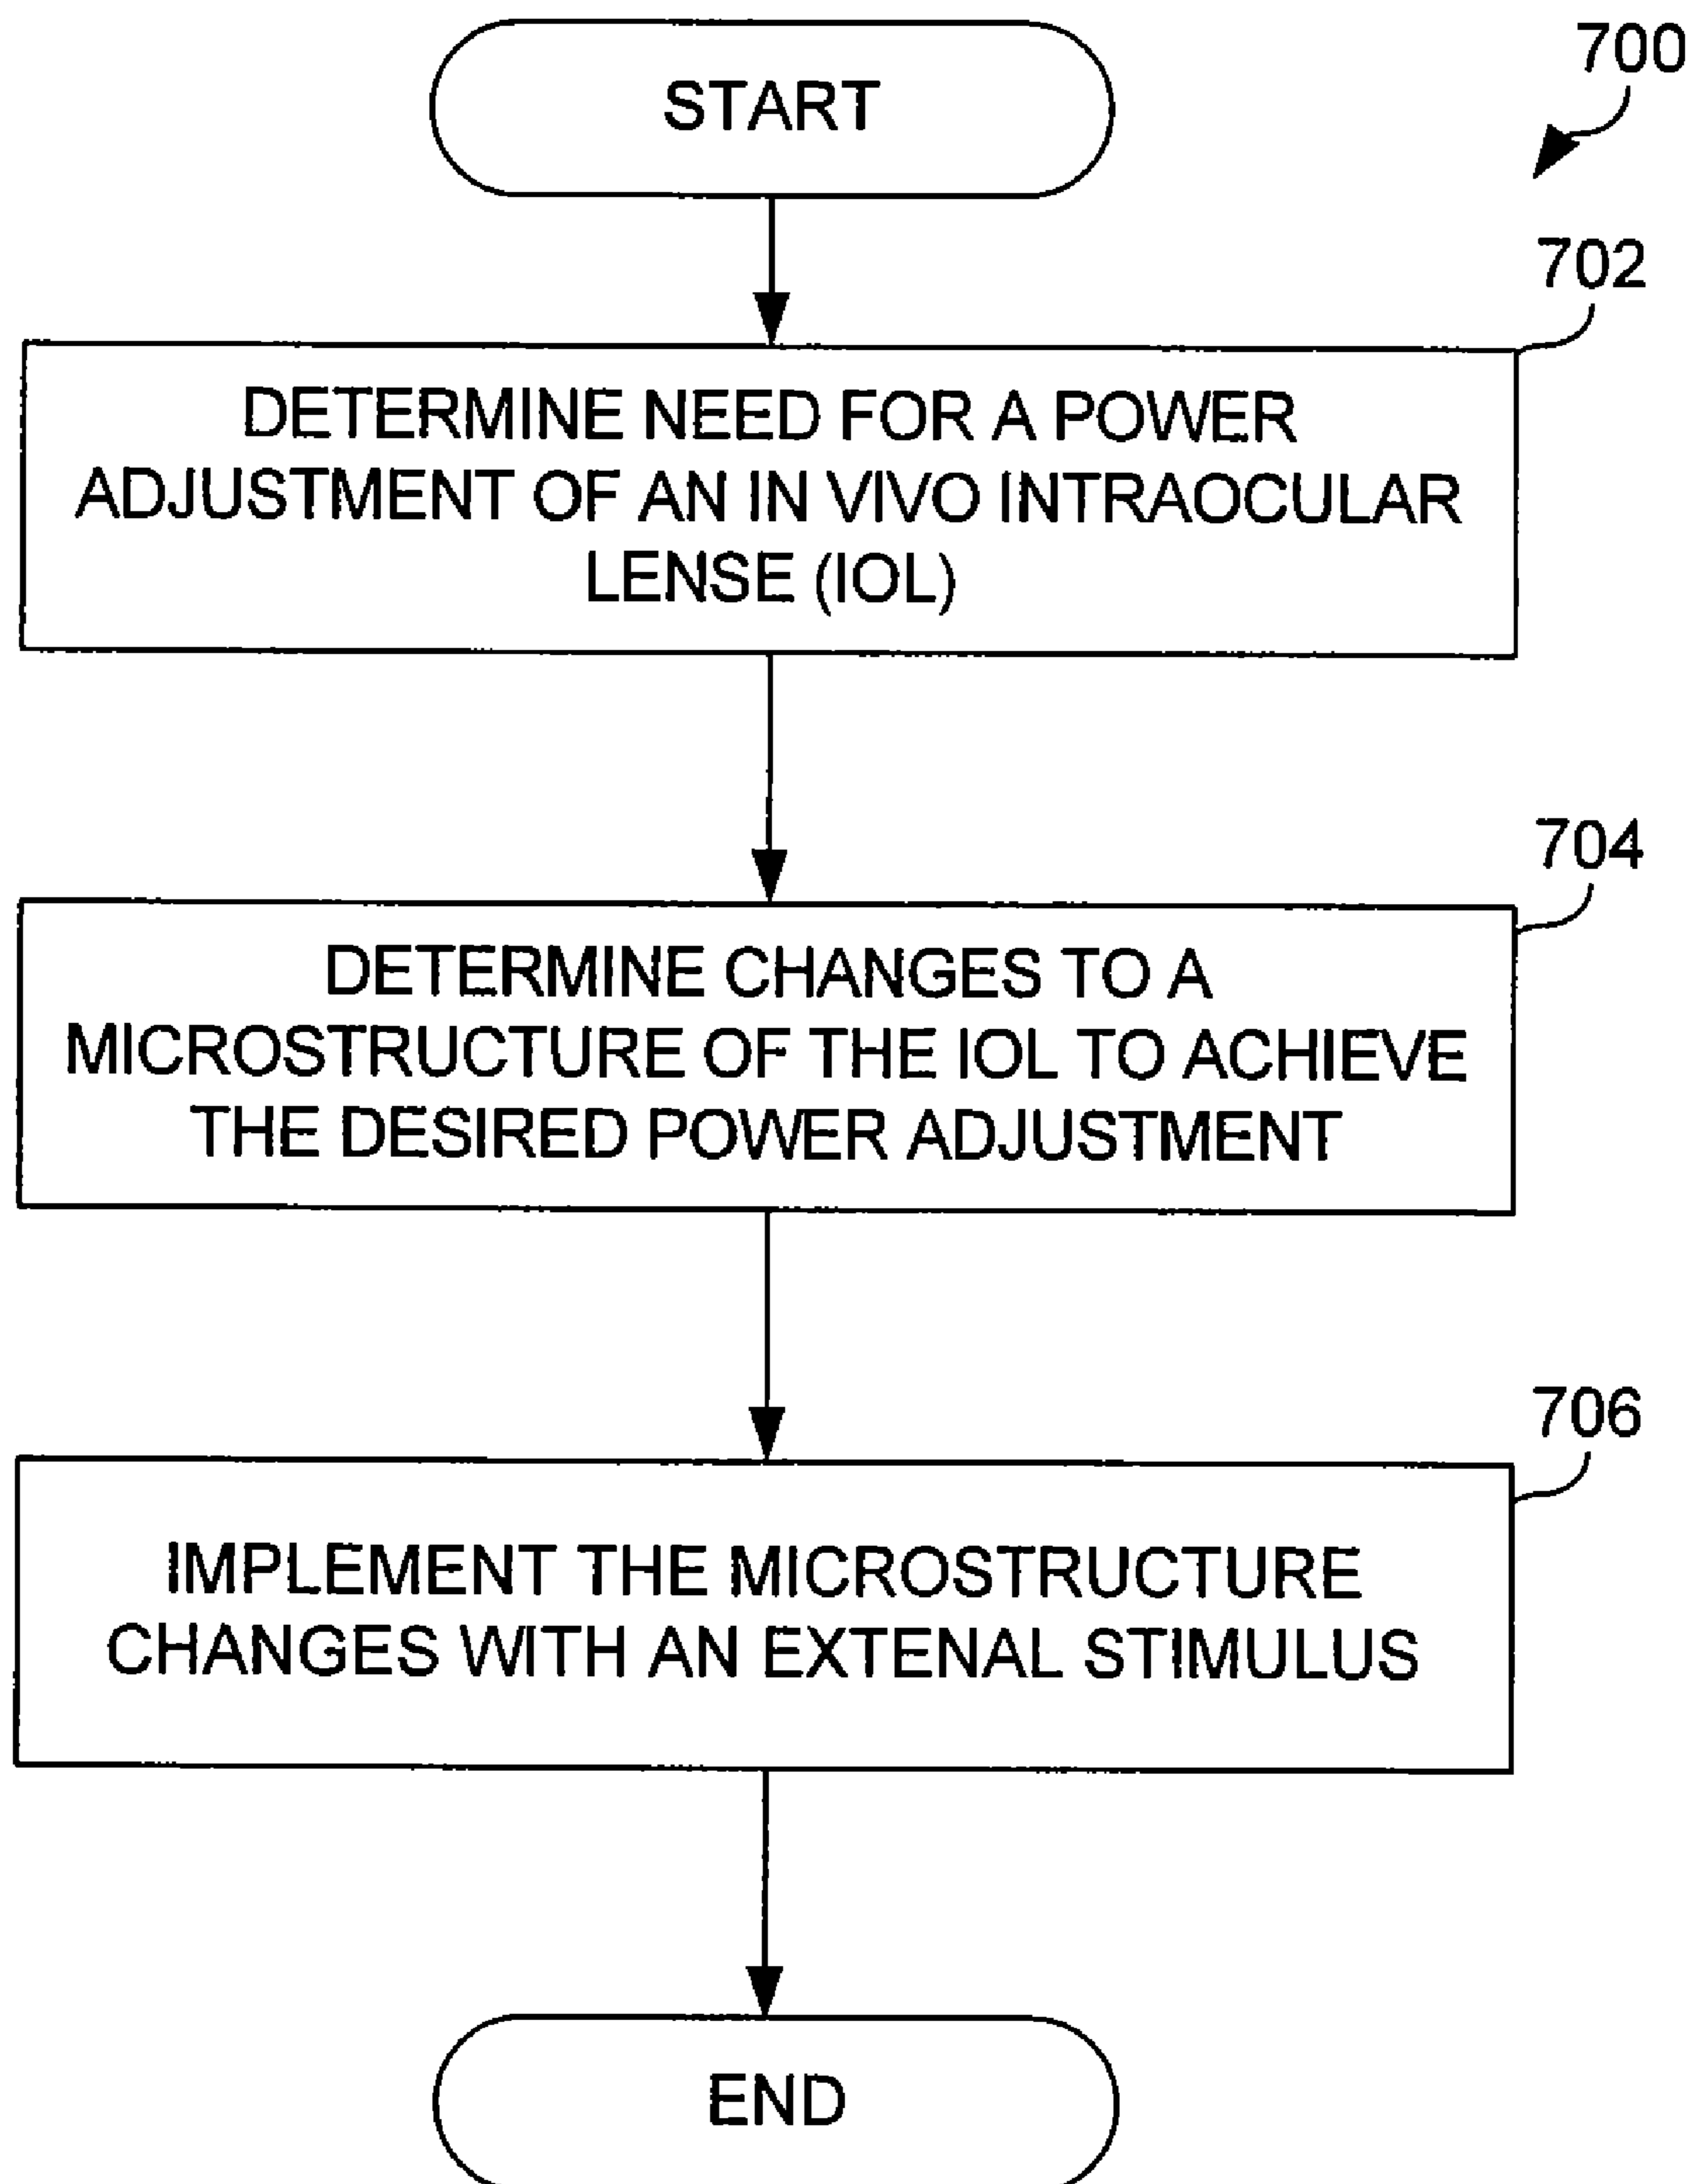 START
700
702
DETERMINE NEED FOR A POWER
ADJUSTMENT OF AN IN VIVO INTRAOCULAR
LENSE (IOL)
704
DETERMINE CHANGES TO A
MICROSTRUCTURE OF THE IOL TO ACHIEVE
THE DESIRED POWER ADJUSTMENT
706
IMPLEMENT THE MICROSTRUCTURE
CHANGES WITH AN EXTENAL STIMULUS
END